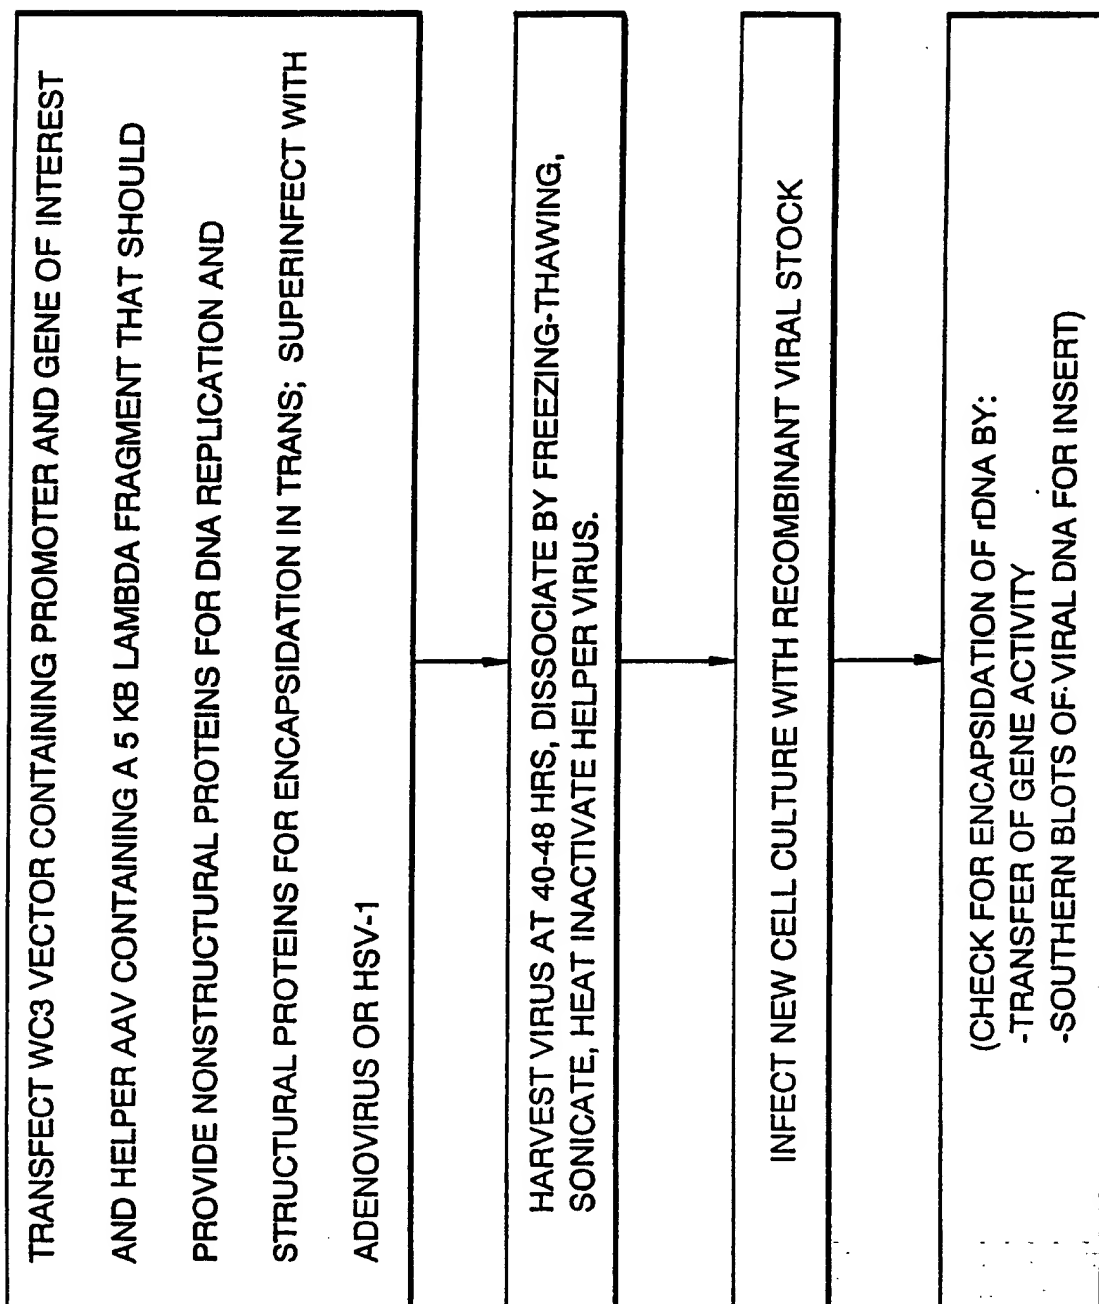 TRANSFECT WC3 VECTOR CONTAINING PROMOTER AND GENE OF INTEREST
AND HELPER AAV CONTAINING A 5 KB LAMBDA FRAGMENT THAT SHOULD
PROVIDE NONSTRUCTURAL PROTEINS FOR DNA REPLICATION AND
STRUCTURAL PROTEINS FOR ENCAPSIDATION IN TRANS; SUPERINFECT WITH
ADENOVIRUS OR HSV-1
HARVEST VIRUS AT 40-48 HRS, DISSOCIATE BY FREEZING-THAWING,
SONICATE, HEAT INACTIVATE HELPER VIRUS.
INFECT NEW CELL CULTURE WITH RECOMBINANT VIRAL STOCK
(CHECK FOR ENCAPSIDATION OF rDNA BY:
-TRANSFER OF GENE ACTIVITY
-SOUTHERN BLOTS OF VIRAL DNA FOR INSERT)